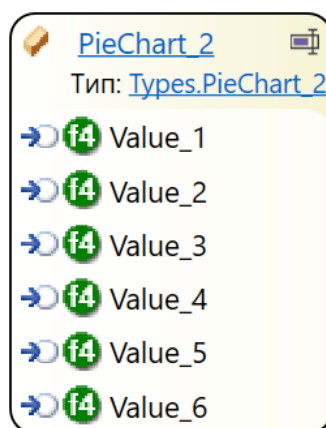 PieChart_2
Тип: Types.PieChart_2
f4 Value_1
f4 Value_2
f4 Value_3
f4 Value_4
f4 Value_5
f4 Value_6